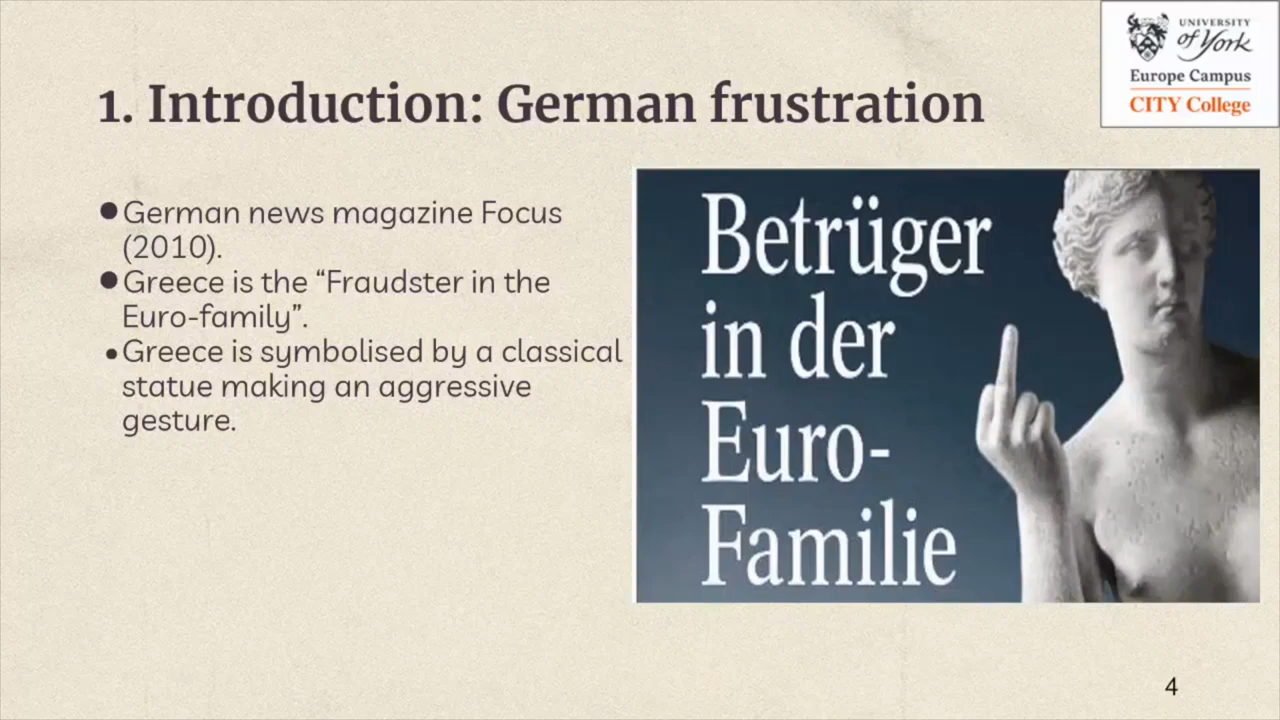 UNIVERSITY
of York
Europe Campus
CITY College
1. Introduction: German frustration
●German news magazine Focus
(2010).
●Greece is the “Fraudster in the
Euro-family”.
●Greece is symbolised by a classical
statue making an aggressive
gesture.
Betrüger
in der
Euro-
Familie
4